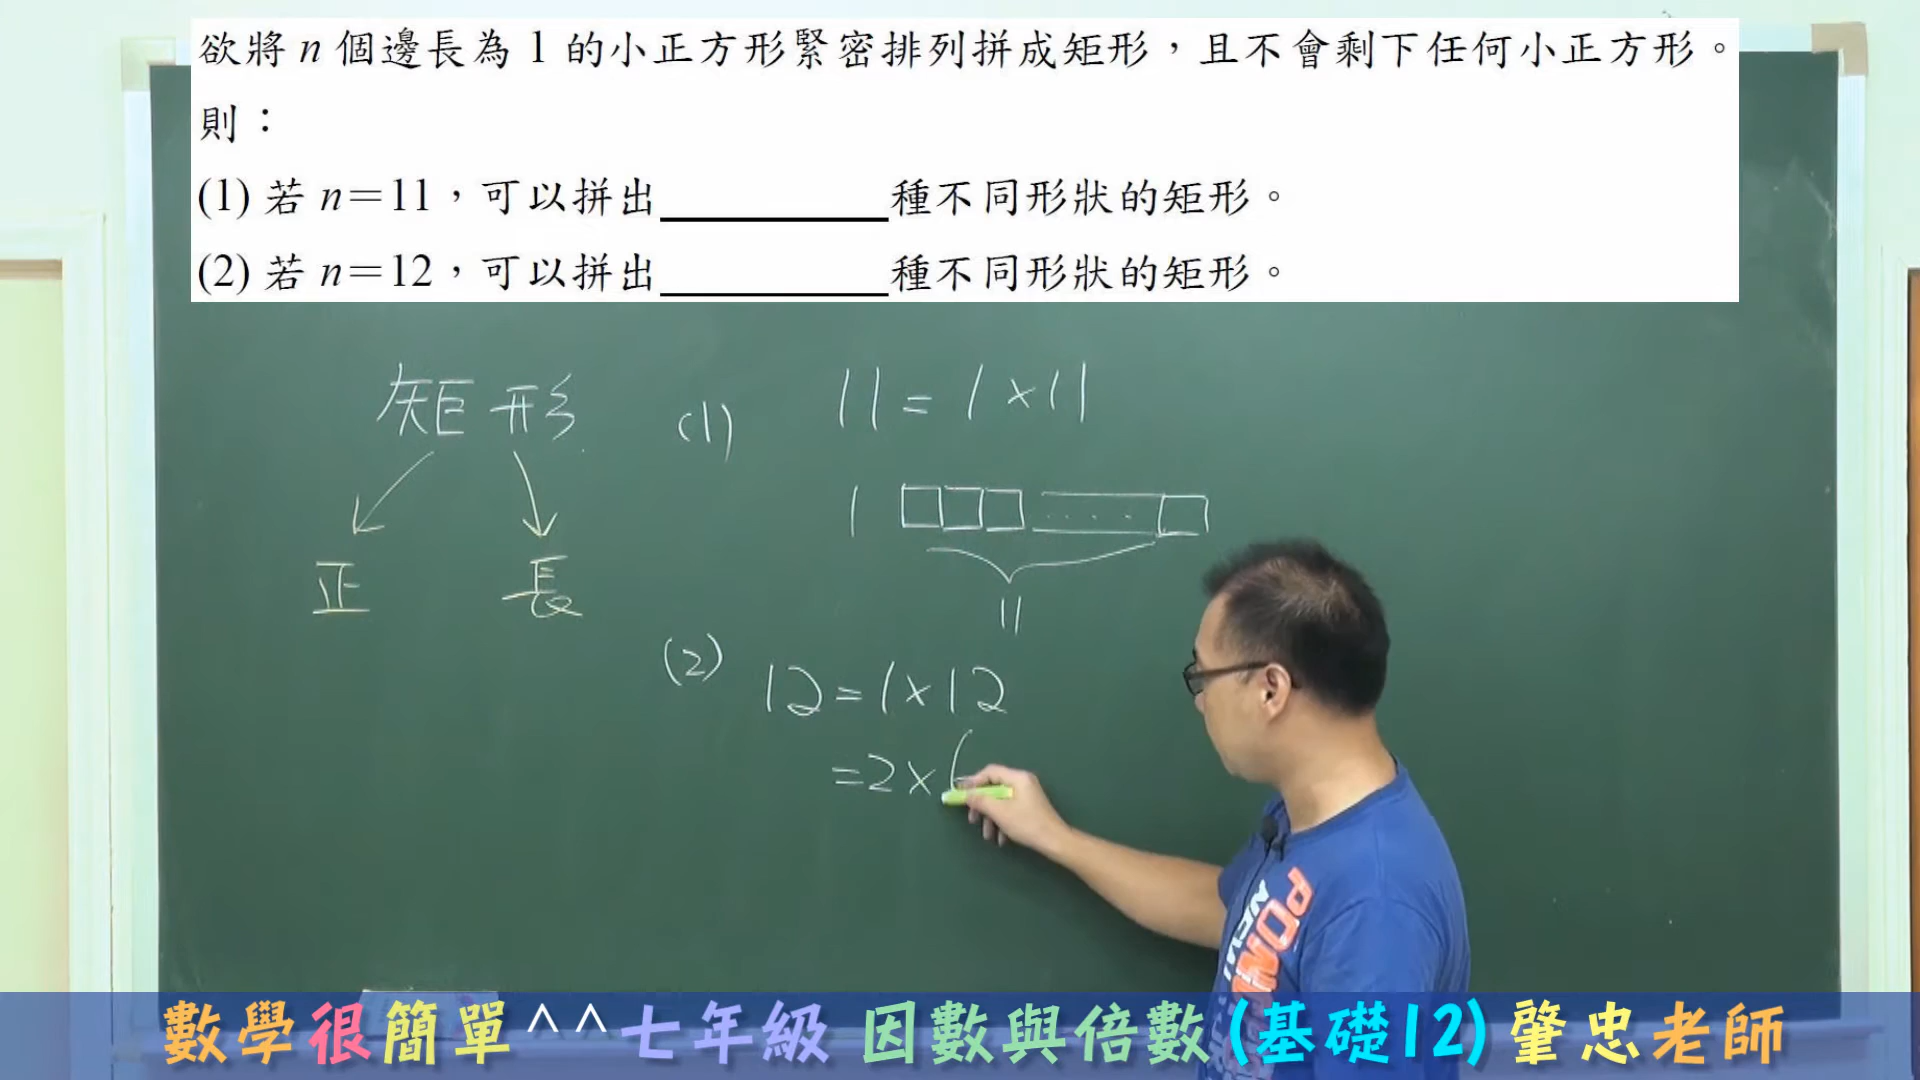 欲將 n 個邊長為 1 的小正方形緊密排列拼成矩形，且不會剩下任何小正方形。
則：
(1) 若 n＝11，可以拼出＿＿＿＿＿種不同形狀的矩形。
(2) 若 n＝12，可以拼出＿＿＿＿＿種不同形狀的矩形。
矩形
正 長
(1) 11 = 1 × 11
1
11
(2) 12 = 1 × 12
= 2 × 6
數學很簡單^^七年級 因數與倍數(基礎12) 肇忠老師